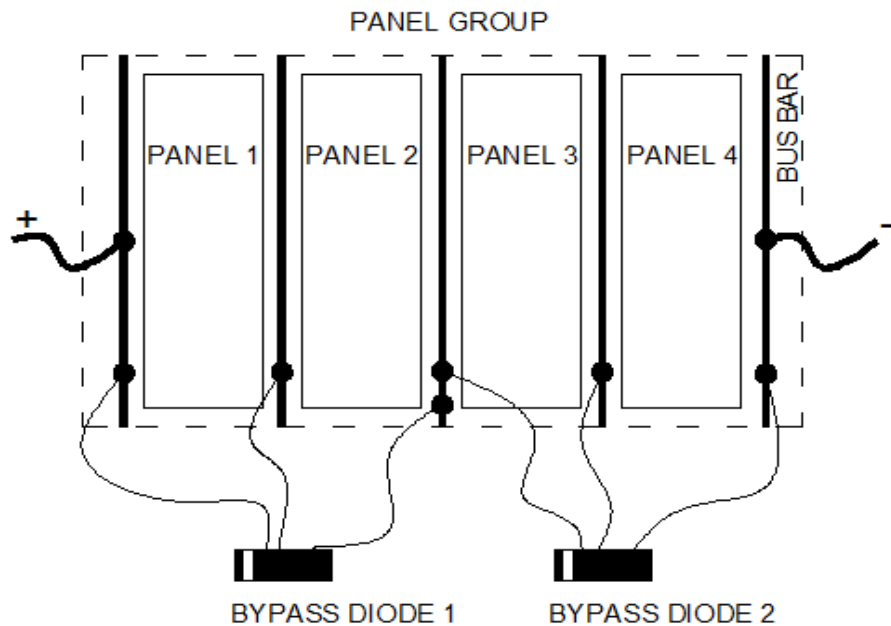 PANEL GROUP
PANEL 1
PANEL 2
PANEL 3
PANEL 4
BUS BAR
+
-
BYPASS DIODE 1
BYPASS DIODE 2